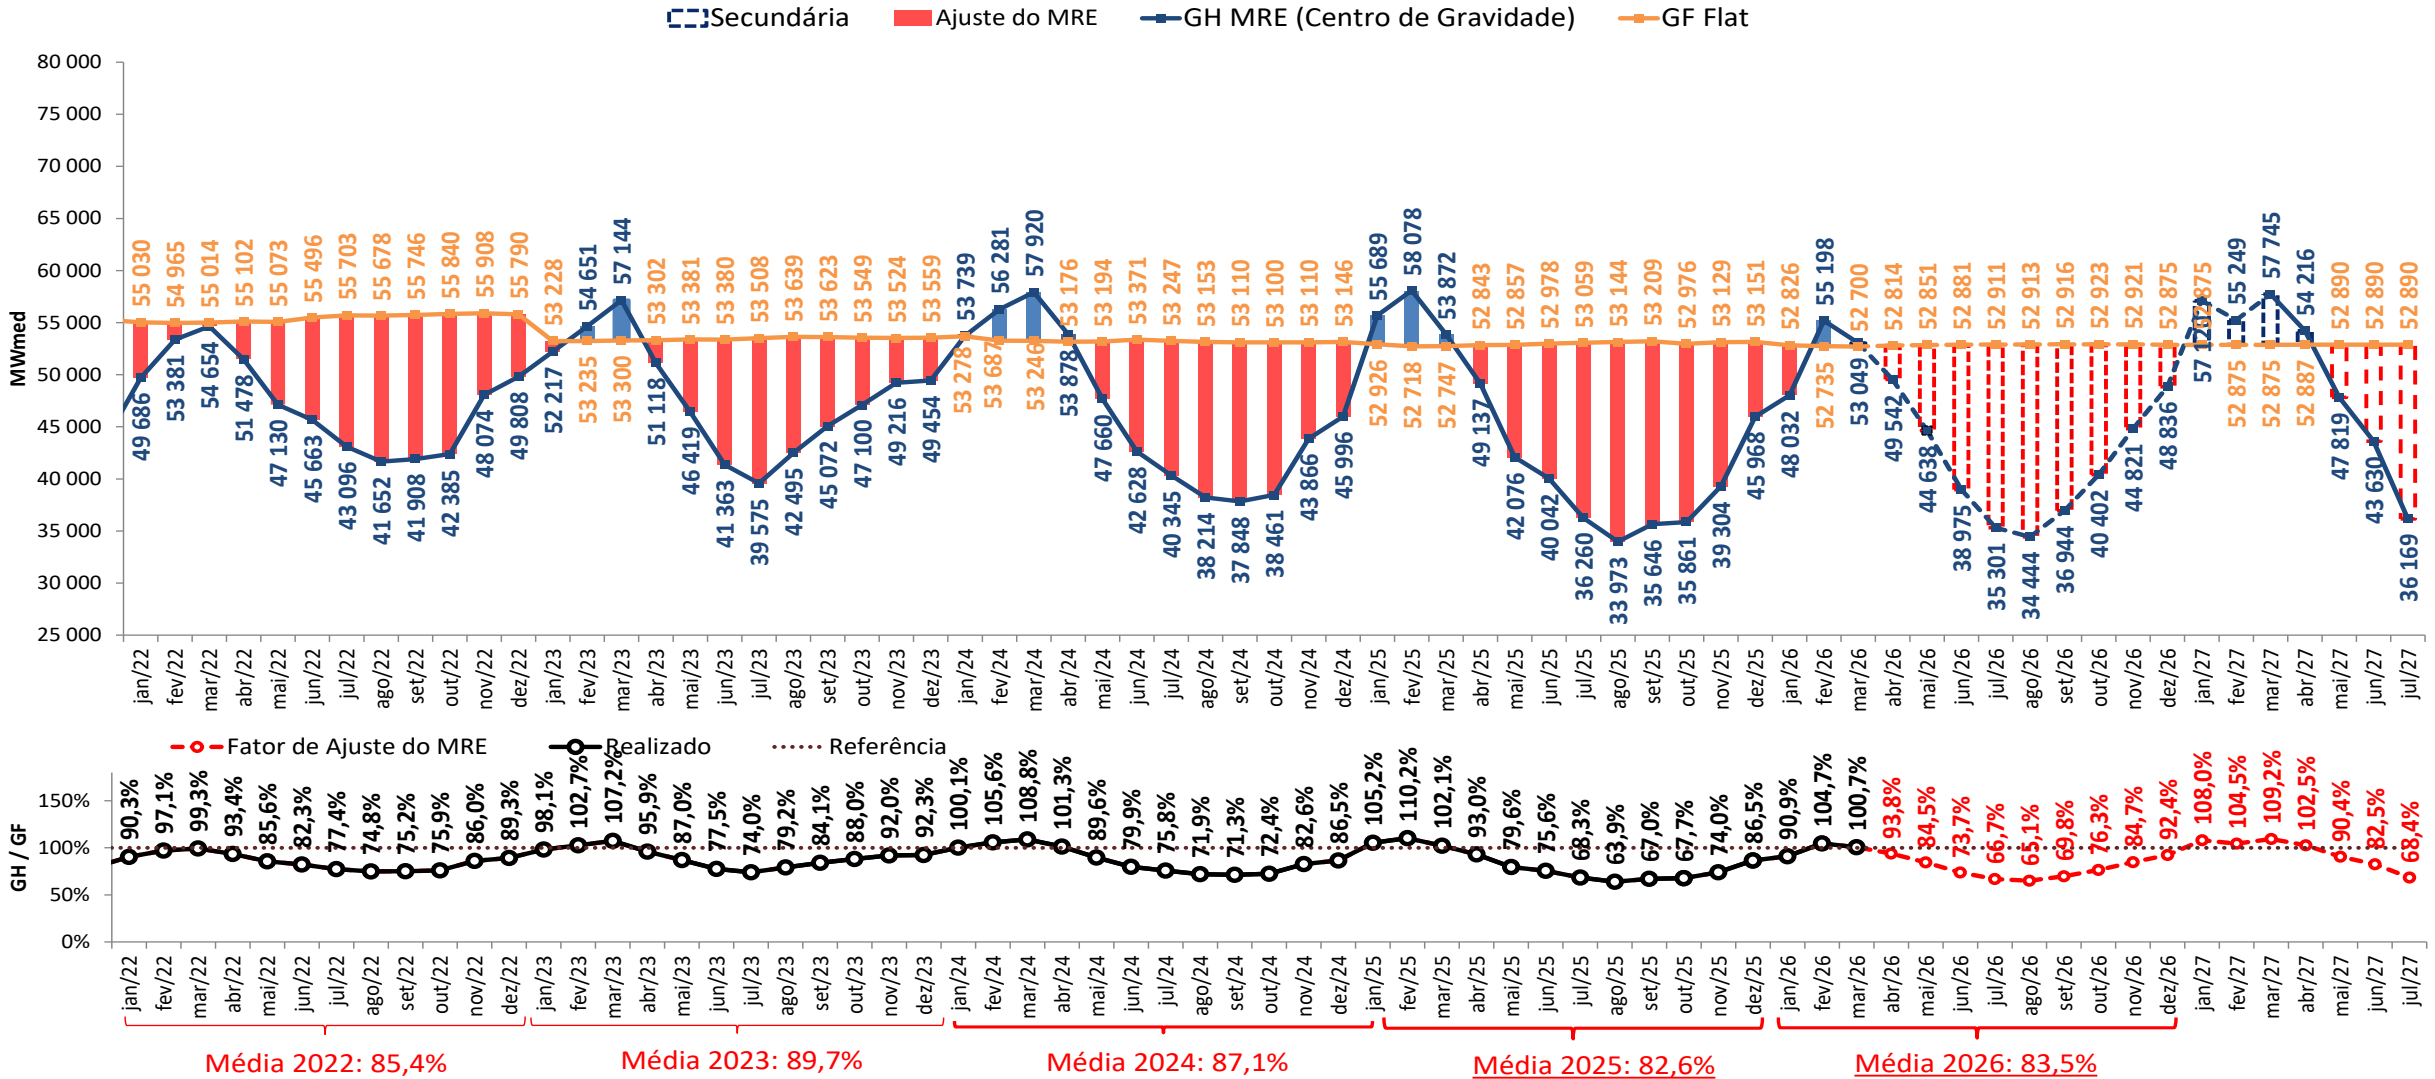 Secundária Ajuste do MRE GH MRE (Centro de Gravidade) GF Flat
MWmed
80 000
75 000
70 000
65 000
60 000
55 000
50 000
45 000
40 000
35 000
30 000
25 000
55 030 54 965 55 014 55 102 55 073 55 496 55 703 55 678 55 746 55 840 55 908 55 790 53 228 54 651 57 144 53 302 53 381 53 380 53 508 53 639 53 623 53 549 53 524 53 559 53 739 56 281 57 920 53 176 53 194 53 371 53 247 53 153 53 110 53 100 53 110 53 146 55 689 58 078 53 872 52 843 52 857 52 978 53 059 53 144 53 209 52 976 53 129 53 151 52 826 55 198 52 700 52 814 52 851 52 881 52 911 52 913 52 916 52 923 52 921 52 875 52 875 55 249 57 745 54 216 52 890 52 890 52 890
49 686 53 381 54 654 51 478 47 130 45 663 43 096 41 652 41 908 42 385 48 074 49 808 52 217 53 235 53 300 51 118 46 419 41 363 39 575 42 495 45 072 47 100 49 216 49 454 53 278 53 687 53 246 53 878 47 660 42 628 40 345 38 214 37 848 38 461 43 866 45 996 52 926 52 718 52 747 49 137 42 076 40 042 36 260 33 973 35 646 35 861 39 304 45 968 48 032 52 735 53 049 49 542 44 638 38 975 35 301 34 444 36 944 40 402 44 821 48 836 52 875 52 875 52 887 47 819 43 630 36 169
jan/22 fev/22 mar/22 abr/22 mai/22 jun/22 jul/22 ago/22 set/22 out/22 nov/22 dez/22 jan/23 fev/23 mar/23 abr/23 mai/23 jun/23 jul/23 ago/23 set/23 out/23 nov/23 dez/23 jan/24 fev/24 mar/24 abr/24 mai/24 jun/24 jul/24 ago/24 set/24 out/24 nov/24 dez/24 jan/25 fev/25 mar/25 abr/25 mai/25 jun/25 jul/25 ago/25 set/25 out/25 nov/25 dez/25 jan/26 fev/26 mar/26 abr/26 mai/26 jun/26 jul/26 ago/26 set/26 out/26 nov/26 dez/26 jan/27 fev/27 mar/27 abr/27 mai/27 jun/27 jul/27
Fator de Ajuste do MRE Realizado Referência
GH / GF
150%
100%
50%
0%
90,3% 97,1% 99,3% 93,4% 85,6% 82,3% 77,4% 74,8% 75,2% 75,9% 86,0% 89,3% 98,1% 102,7% 107,2% 95,9% 87,0% 77,5% 74,0% 79,2% 84,1% 88,0% 92,0% 92,3% 100,1% 105,6% 108,8% 101,3% 89,6% 79,9% 75,8% 71,9% 71,3% 72,4% 82,6% 86,5% 105,2% 110,2% 102,1% 93,0% 79,6% 75,6% 68,3% 63,9% 67,0% 67,7% 74,0% 86,5% 90,9% 104,7% 100,7% 93,8% 84,5% 73,7% 66,7% 65,1% 69,8% 76,3% 84,7% 92,4% 108,0% 104,5% 109,2% 102,5% 90,4% 82,5% 68,4%
jan/22 fev/22 mar/22 abr/22 mai/22 jun/22 jul/22 ago/22 set/22 out/22 nov/22 dez/22 jan/23 fev/23 mar/23 abr/23 mai/23 jun/23 jul/23 ago/23 set/23 out/23 nov/23 dez/23 jan/24 fev/24 mar/24 abr/24 mai/24 jun/24 jul/24 ago/24 set/24 out/24 nov/24 dez/24 jan/25 fev/25 mar/25 abr/25 mai/25 jun/25 jul/25 ago/25 set/25 out/25 nov/25 dez/25 jan/26 fev/26 mar/26 abr/26 mai/26 jun/26 jul/26 ago/26 set/26 out/26 nov/26 dez/26 jan/27 fev/27 mar/27 abr/27 mai/27 jun/27 jul/27
Média 2022: 85,4% Média 2023: 89,7% Média 2024: 87,1% Média 2025: 82,6% Média 2026: 83,5%